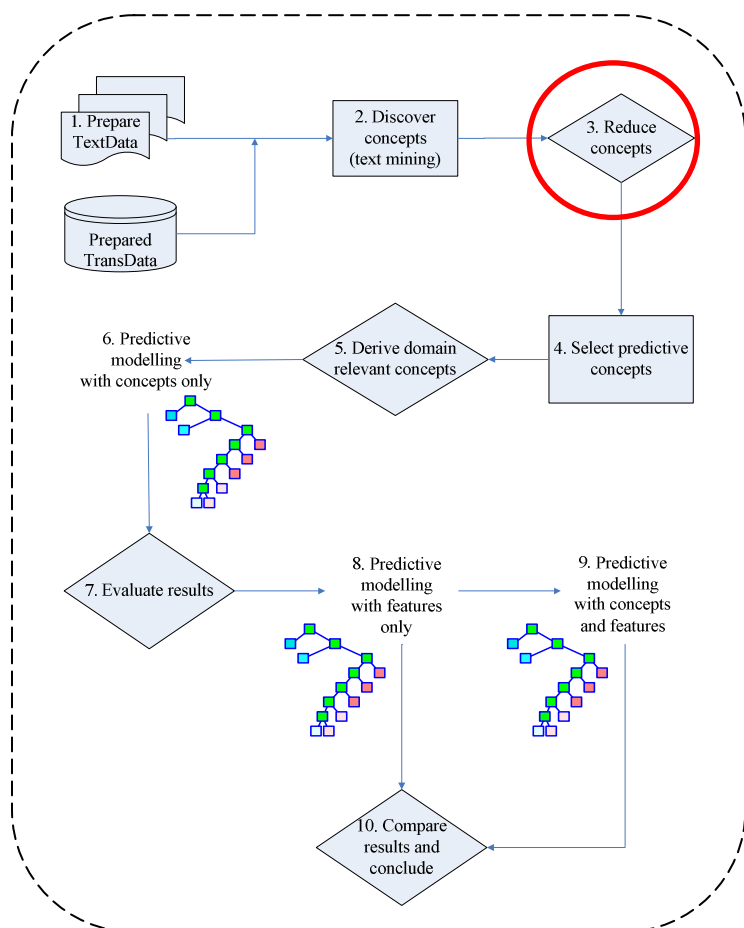 1. Prepare
TextData
2. Discover
concepts
(text mining)
3. Reduce
concepts
Prepared
TransData
4. Select predictive
concepts
5. Derive domain
relevant concepts
6. Predictive
modelling
with concepts only
7. Evaluate results
8. Predictive
modelling
with features
only
9. Predictive
modelling
with concepts
and features
10. Compare
results and
conclude